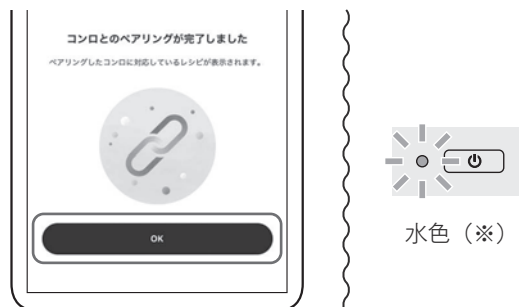 コンロとのペアリングが完了しました
ペアリングしたコンロに対応しているレシピが表示されます。
OK
水色（※）